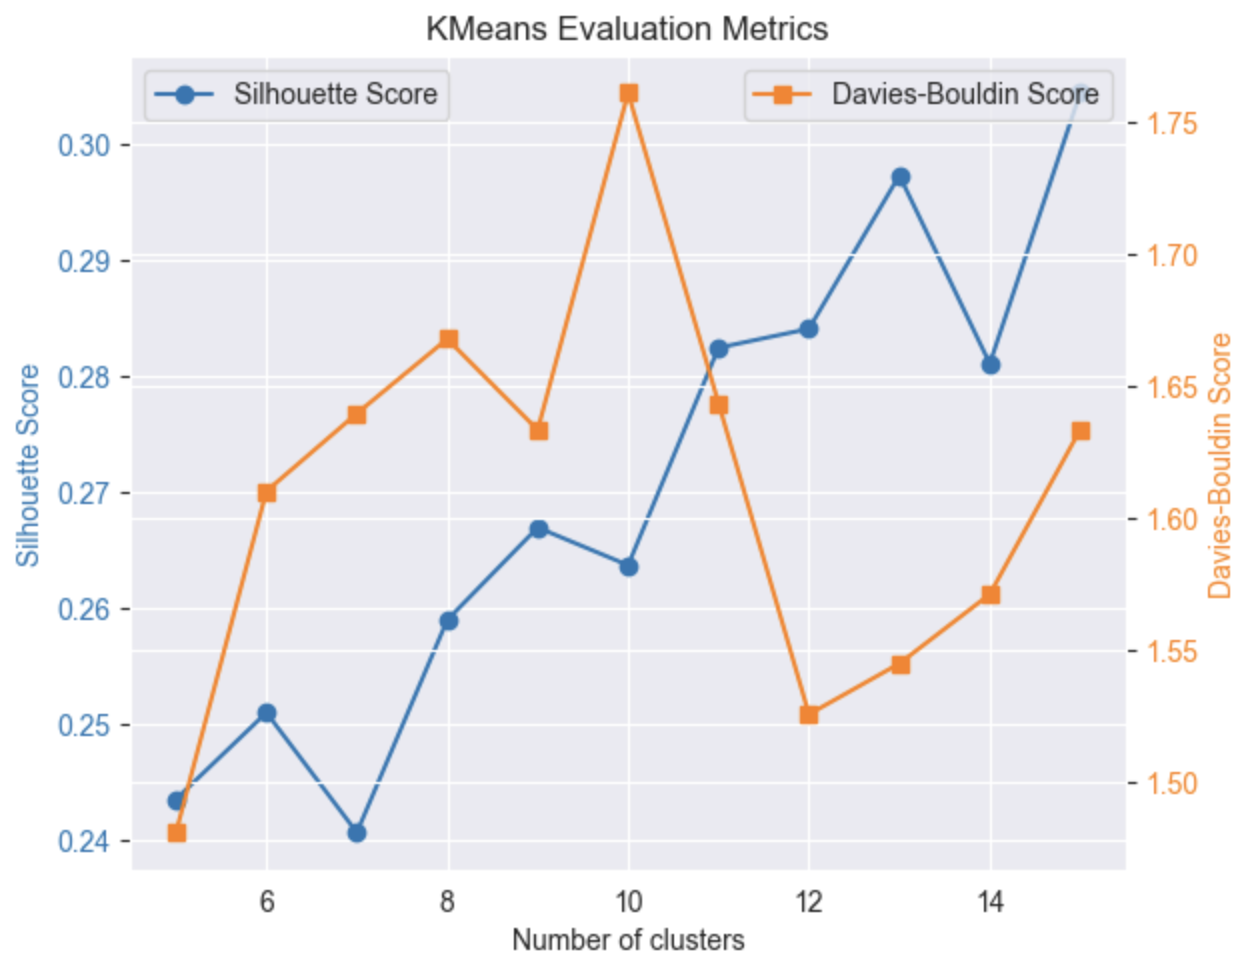 KMeans Evaluation Metrics
Silhouette Score
Davies-Bouldin Score
0.30
0.29
0.28
0.27
0.26
0.25
0.24
Silhouette Score
1.75
1.70
1.65
1.60
1.55
1.50
Davies-Bouldin Score
6 8 10 12 14
Number of clusters